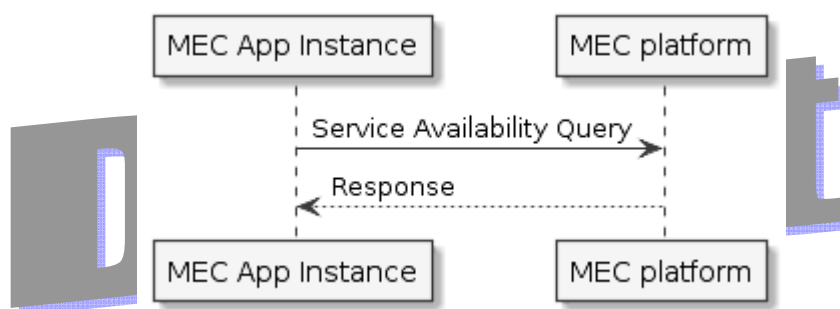 MEC App Instance MEC platform
Service Availability Query
Response
MEC App Instance MEC platform